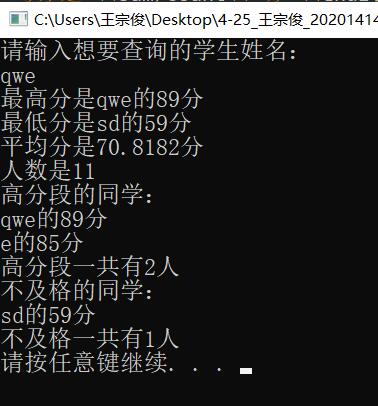 C:\Users\王宗俊\Desktop\4-25_王宗俊_20201414
请输入想要查询的学生姓名：
qwe
最高分是qwe的89分
最低分是sd的59分
平均分是70.8182分
人数是11
高分段的同学：
qwe的89分
e的85分
高分段一共有2人
不及格的同学：
sd的59分
不及格一共有1人
请按任意键继续. . .